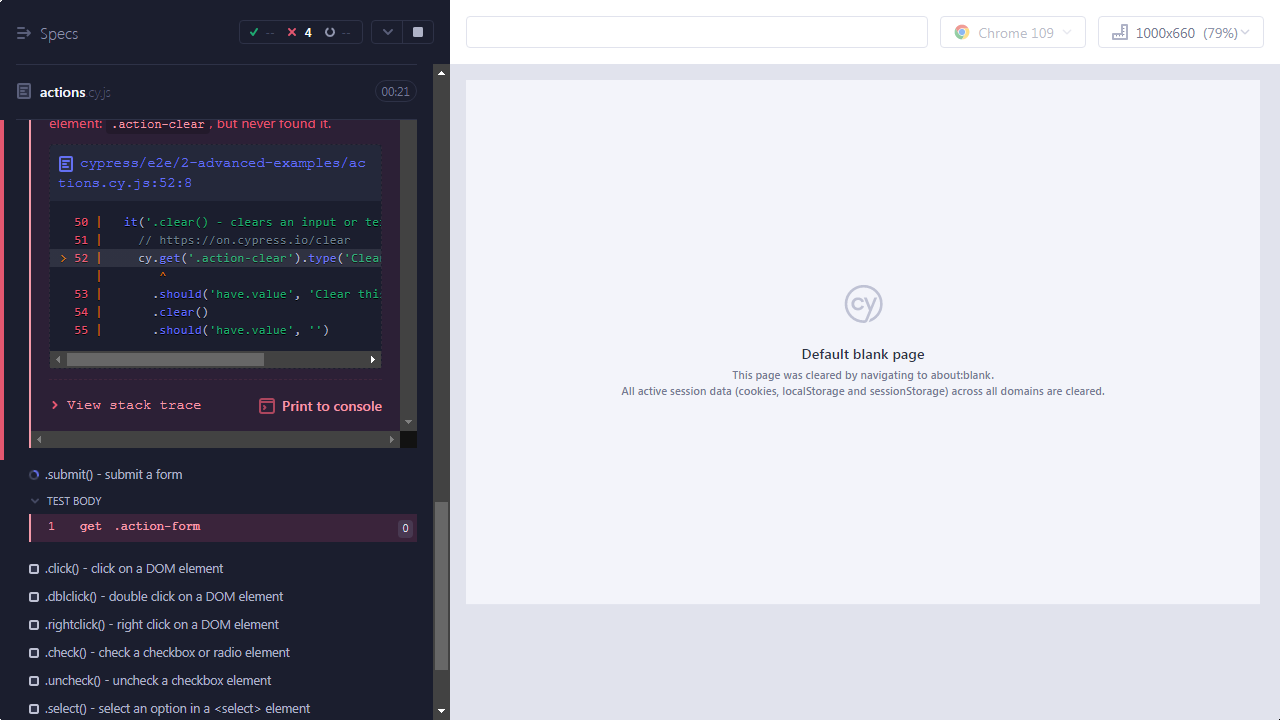 Specs
-- 4 --
Chrome 109
1000x660 (79%)
actions cy.js
00:21
element: .action-clear , but never found it.
cypress/e2e/2-advanced-examples/ac
tions.cy.js:52:8
50 | it('.clear() - clears an input or te
51 | // https://on.cypress.io/clear
> 52 | cy.get('.action-clear').type('Clea
| ^
53 | .should('have.value', 'Clear thi
54 | .clear()
55 | .should('have.value', '')
View stack trace
Print to console
.submit() - submit a form
TEST BODY
1 get .action-form 0
.click() - click on a DOM element
.dblclick() - double click on a DOM element
.rightclick() - right click on a DOM element
.check() - check a checkbox or radio element
.uncheck() - uncheck a checkbox element
.select() - select an option in a <select> element
cy
Default blank page
This page was cleared by navigating to about:blank.
All active session data (cookies, localStorage and sessionStorage) across all domains are cleared.